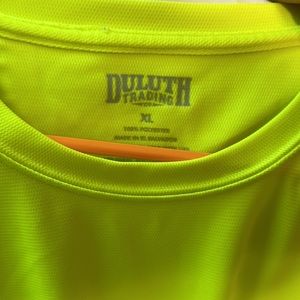 DULUTH
TRADING
XL
100% POLYESTER
MADE IN EL SALVADOR